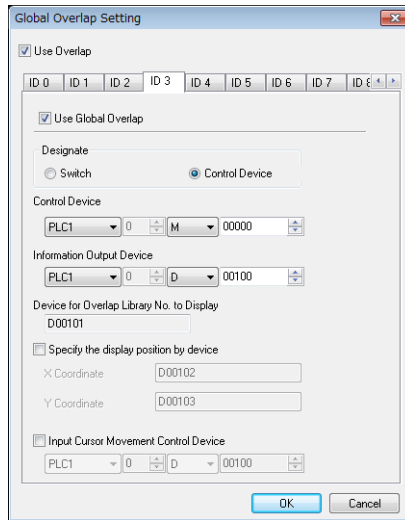 Global Overlap Setting
Use Overlap
ID 0 ID 1 ID 2 ID 3 ID 4 ID 5 ID 6 ID 7 ID 8
Use Global Overlap
Designate
Switch Control Device
Control Device
PLC1 0 M 00000
Information Output Device
PLC1 0 D 00100
Device for Overlap Library No. to Display
D00101
Specify the display position by device
X Coordinate D00102
Y Coordinate D00103
Input Cursor Movement Control Device
PLC1 0 D 00100
OK Cancel